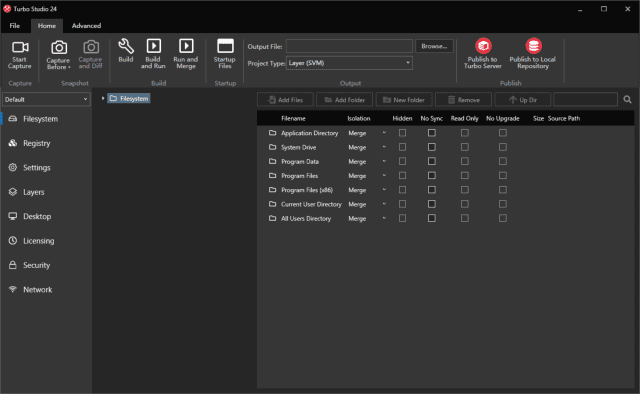 Turbo Studio 24
File Home Advanced
Start Capture
Capture Before
Capture and Diff
Build
Build and Run
Run and Merge
Startup Files
Output File:
Browse...
Project Type: Layer (SVM)
Publish to Turbo Server
Publish to Local Repository
Capture Snapshot Build Startup Output Publish
Default
Filesystem
Registry
Settings
Layers
Desktop
Licensing
Security
Network
Filesystem
Add Files Add Folder New Folder Remove Up Dir
Filename Isolation Hidden No Sync Read Only No Upgrade Size Source Path
Application Directory Merge
System Drive Merge
Program Data Merge
Program Files Merge
Program Files (x86) Merge
Current User Directory Merge
All Users Directory Merge